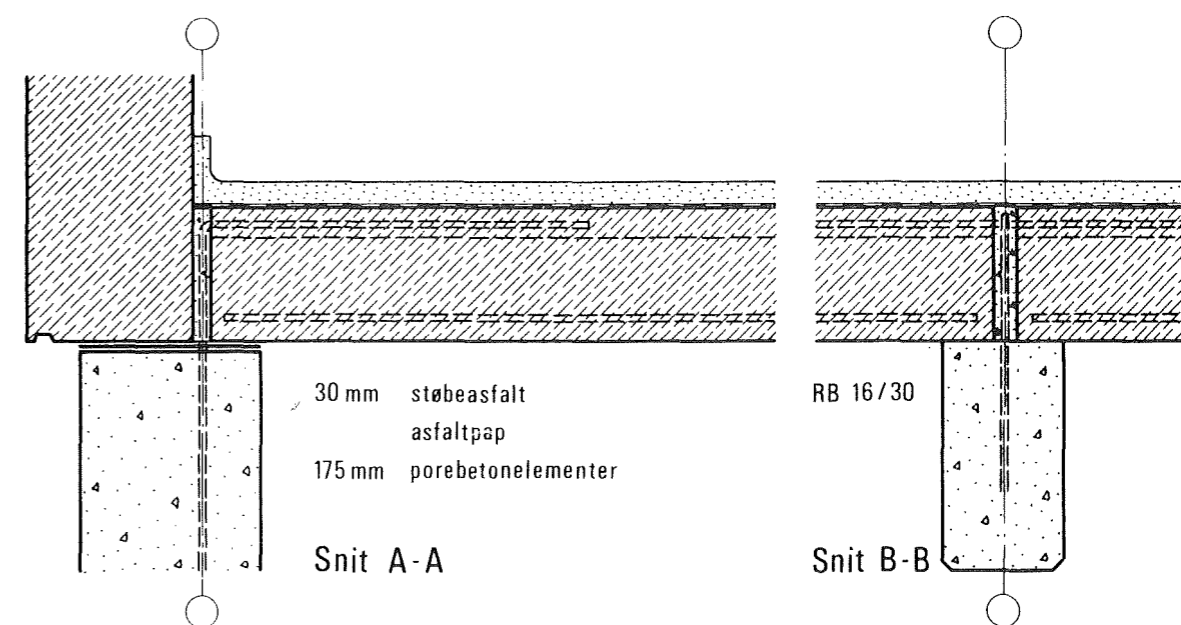 30 mm støbeasfalt
asfaltpap
175 mm porebetonelementer
Snit A-A
RB 16/30
Snit B-B